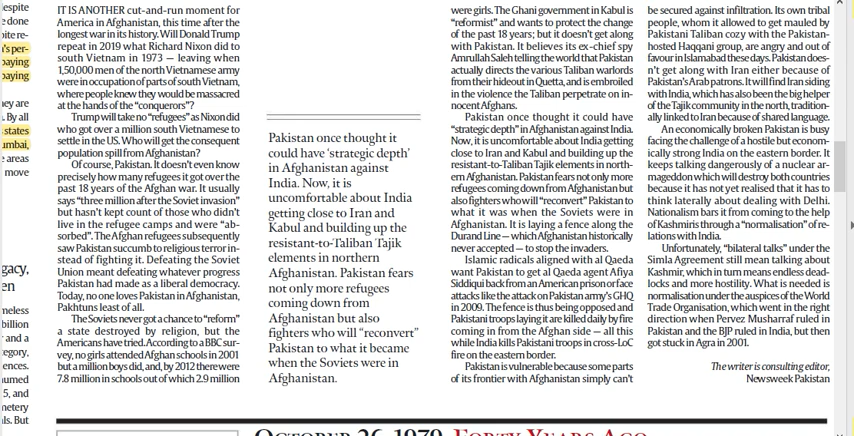 espite
done
ite re-
's per-
paying
paying
ey are
. By all
states
umbai,
e areas
move
gacy,
en
meless
billion
r and a
tegory,
ences.
sumed
5, and
metery
ls. But
IT IS ANOTHER cut-and-run moment for
America in Afghanistan, this time after the
longest war in its history. Will Donald Trump
repeat in 2019 what Richard Nixon did to
south Vietnam in 1973 — leaving when
1,50,000 men of the north Vietnamese army
were in occupation of parts of south Vietnam,
where people knew they would be massacred
at the hands of the "conquerors"?
Trump will take no "refugees" as Nixon did
who got over a million south Vietnamese to
settle in the US. Who will get the consequent
population spill from Afghanistan?
Of course, Pakistan. It doesn't even know
precisely how many refugees it got over the
past 18 years of the Afghan war. It usually
says "three million after the Soviet invasion"
but hasn't kept count of those who didn't
live in the refugee camps and were "ab-
sorbed". The Afghan refugees subsequently
saw Pakistan succumb to religious terror in-
stead of fighting it. Defeating the Soviet
Union meant defeating whatever progress
Pakistan had made as a liberal democracy.
Today, no one loves Pakistan in Afghanistan,
Pakhtuns least of all.
The Soviets never got a chance to "reform"
a state destroyed by religion, but the
Americans have tried. According to a BBC sur-
vey, no girls attended Afghan schools in 2001
but a million boys did, and, by 2012 there were
7.8 million in schools out of which 2.9 million
Pakistan once thought it
could have 'strategic depth'
in Afghanistan against
India. Now, it is
uncomfortable about India
getting close to Iran and
Kabul and building up the
resistant-to-Taliban Tajik
elements in northern
Afghanistan. Pakistan fears
not only more refugees
coming down from
Afghanistan but also
fighters who will "reconvert"
Pakistan to what it became
when the Soviets were in
Afghanistan.
were girls. The Ghani government in Kabul is
"reformist" and wants to protect the change
of the past 18 years; but it doesn't get along
with Pakistan. It believes its ex-chief spy
Amrullah Saleh telling the world that Pakistan
actually directs the various Taliban warlords
from their hideout in Quetta, and is embroiled
in the violence the Taliban perpetrate on in-
nocent Afghans.
Pakistan once thought it could have
"strategic depth" in Afghanistan against India.
Now, it is uncomfortable about India getting
close to Iran and Kabul and building up the
resistant-to-Taliban Tajik elements in north-
ern Afghanistan. Pakistan fears not only more
refugees coming down from Afghanistan but
also fighters who will "reconvert" Pakistan to
what it was when the Soviets were in
Afghanistan. It is laying a fence along the
Durand Line — which Afghanistan historically
never accepted — to stop the invaders.
Islamic radicals aligned with al Qaeda
want Pakistan to get al Qaeda agent Afiya
Siddiqui back from an American prison or face
attacks like the attack on Pakistan army's GHQ
in 2009. The fence is thus being opposed and
Pakistani troops laying it are killed daily by fire
coming in from the Afghan side — all this
while India kills Pakistani troops in cross-LoC
fire on the eastern border.
Pakistan is vulnerable because some parts
of its frontier with Afghanistan simply can't
be secured against infiltration. Its own tribal
people, whom it allowed to get mauled by
Pakistani Taliban cozy with the Pakistan-
hosted Haqqani group, are angry and out of
favour in Islamabad these days. Pakistan does-
n't get along with Iran either because of
Pakistan's Arab patrons. It will find Iran siding
with India, which has also been the big helper
of the Tajik community in the north, tradition-
ally linked to Iran because of shared language.
An economically broken Pakistan is busy
facing the challenge of a hostile but econom-
ically strong India on the eastern border. It
keeps talking dangerously of a nuclear ar-
mageddon which will destroy both countries
because it has not yet realised that it has to
think laterally about dealing with Delhi.
Nationalism bars it from coming to the help
of Kashmiris through a "normalisation" of re-
lations with India.
Unfortunately, "bilateral talks" under the
Simla Agreement still mean talking about
Kashmir, which in turn means endless dead-
locks and more hostility. What is needed is
normalisation under the auspices of the World
Trade Organisation, which went in the right
direction when Pervez Musharraf ruled in
Pakistan and the BJP ruled in India, but then
got stuck in Agra in 2001.
The writer is consulting editor,
Newsweek Pakistan
OCTOBER 26, 1979, FORTY YEARS AGO